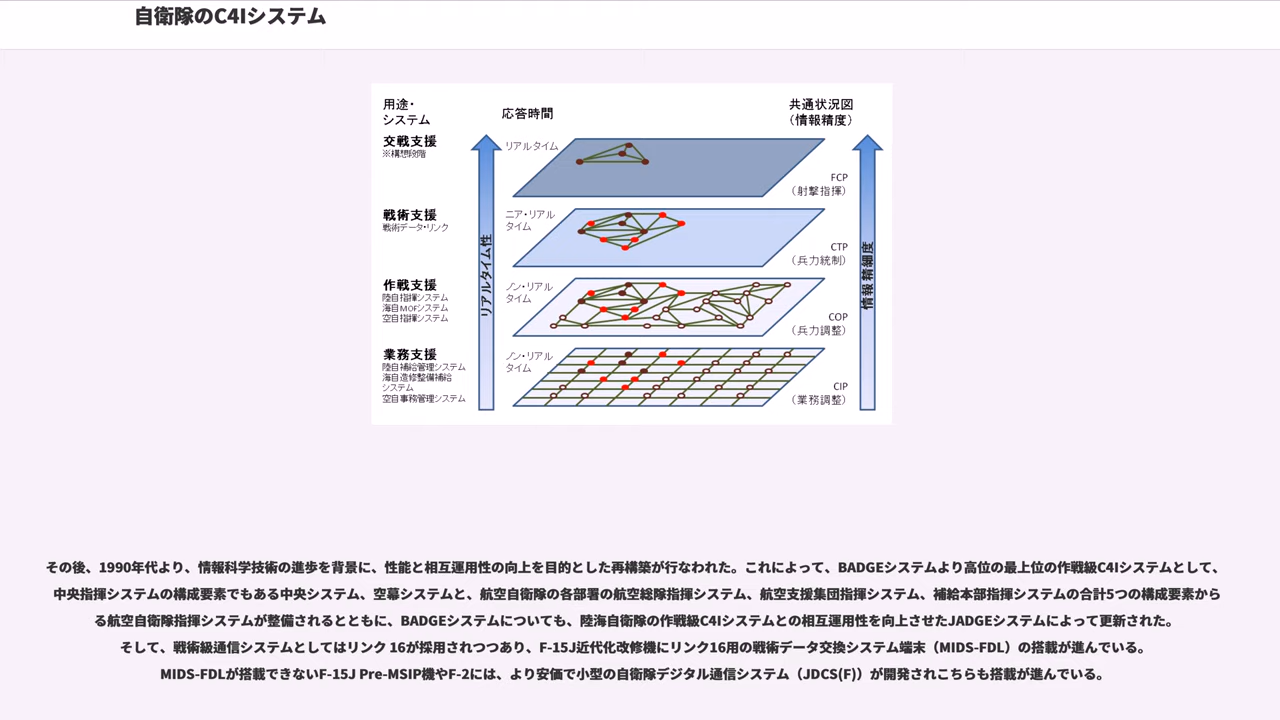 自衛隊のC4Iシステム
用途・
システム
応答時間
共通状況図
（情報精度）
交戦支援
※構想段階
リアルタイム
FCP
（射撃指揮）
戦術支援
戦術データ・リンク
ニア・リアル
タイム
CTP
（兵力統制）
リアルタイム性
情報精細度
作戦支援
陸自指揮システム
海自MOFシステム
空自指揮システム
ノン・リアル
タイム
COP
（兵力調整）
業務支援
陸自補給管理システム
海自造修整備補給
システム
空自事務管理システム
ノン・リアル
タイム
CIP
（業務調整）
その後、1990年代より、情報科学技術の進歩を背景に、性能と相互運用性の向上を目的とした再構築が行なわれた。これによって、BADGEシステムより高位の最上位の作戦級C4Iシステムとして、
中央指揮システムの構成要素でもある中央システム、空幕システムと、航空自衛隊の各部署の航空総隊指揮システム、航空支援集団指揮システム、補給本部指揮システムの合計5つの構成要素から
る航空自衛隊指揮システムが整備されるとともに、BADGEシステムについても、陸海自衛隊の作戦級C4Iシステムとの相互運用性を向上させたJADGEシステムによって更新された。
そして、戦術級通信システムとしてはリンク 16が採用されつつあり、F-15J近代化改修機にリンク16用の戦術データ交換システム端末（MIDS-FDL）の搭載が進んでいる。
MIDS-FDLが搭載できないF-15J Pre-MSIP機やF-2には、より安価で小型の自衛隊デジタル通信システム（JDCS(F)）が開発されこちらも搭載が進んでいる。